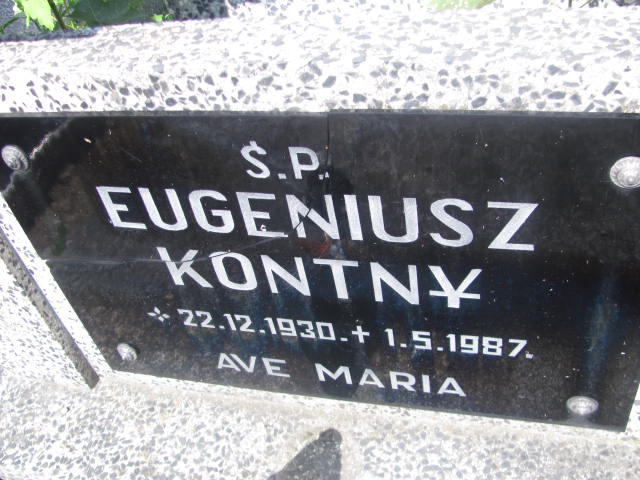 Ś.P.
EUGENIUSZ
KONTNY
* 22.12.1930. + 1.5.1987.
AVE MARIA